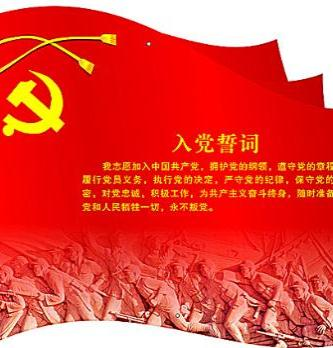 入党誓词
我志愿加入中国共产党，拥护党的纲领，遵守党的章程
履行党员义务，执行党的决定，严守党的纪律，保守党的
密，对党忠诚，积极工作，为共产主义奋斗终身，随时准备
党和人民牺牲一切，永不叛党。